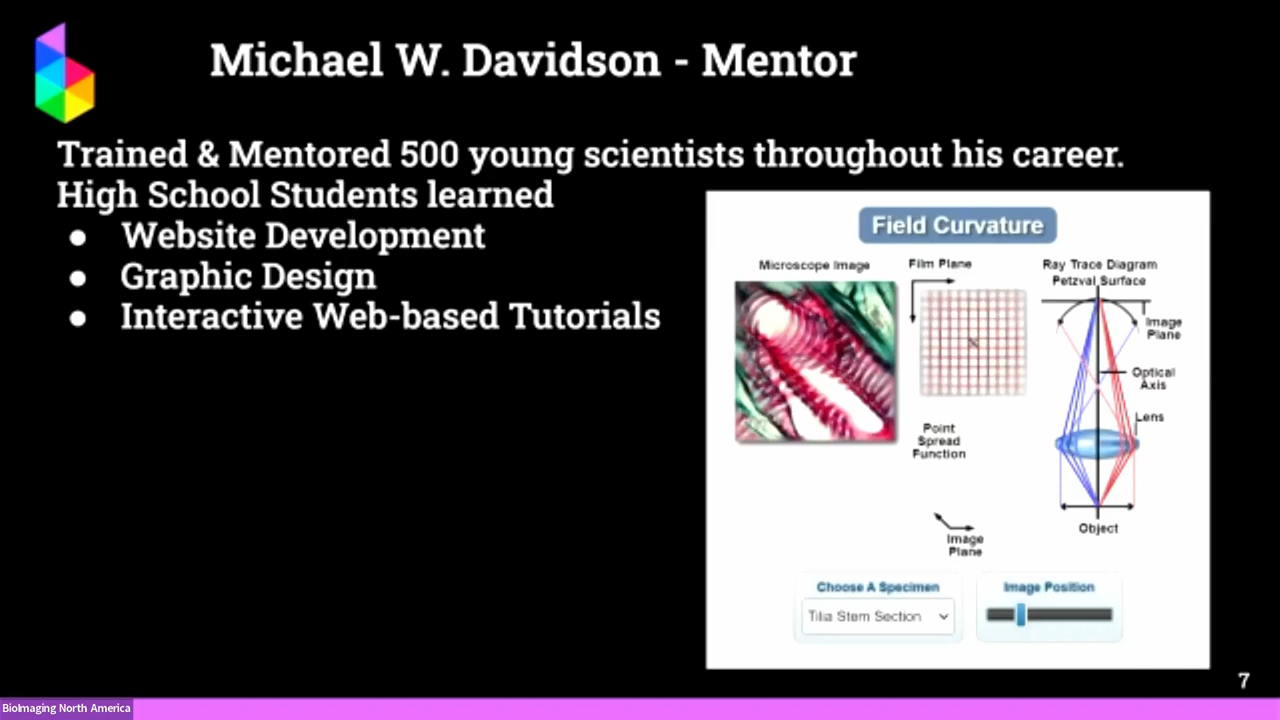 Michael W. Davidson - Mentor
Trained & Mentored 500 young scientists throughout his career.
High School Students learned
● Website Development
● Graphic Design
● Interactive Web-based Tutorials
Field Curvature
Microscope Image
Film Plane
Ray Trace Diagram
Petzval Surface
Image
Plane
Optical
Axis
Lens
Point
Spread
Function
Object
Image
Plane
Choose A Specimen
Tilia Stem Section
Image Position
7
BioImaging North America